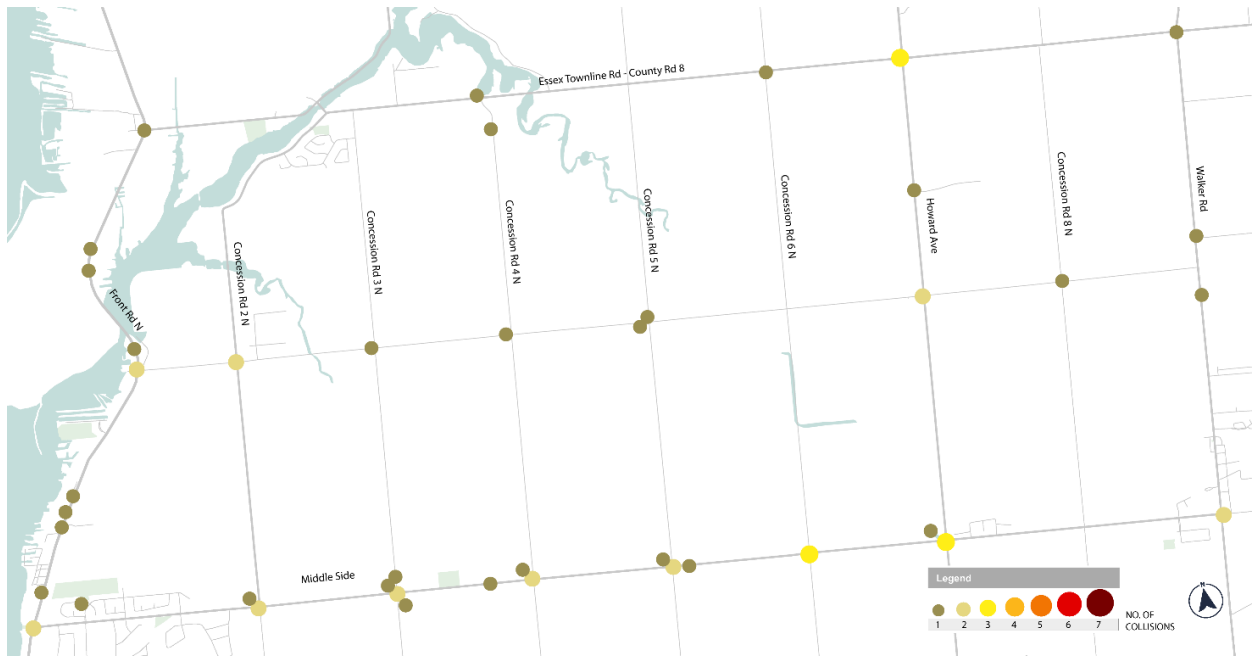 Essex Townline Rd - County Rd 8
Concession Rd 2 N
Concession Rd 3 N
Concession Rd 4 N
Concession Rd 5 N
Concession Rd 6 N
Howard Ave
Concession Rd 8 N
Walker Rd
Front Rd N
Middle Side
Legend
N
1 2 3 4 5 6 7
NO. OF
COLLISIONS